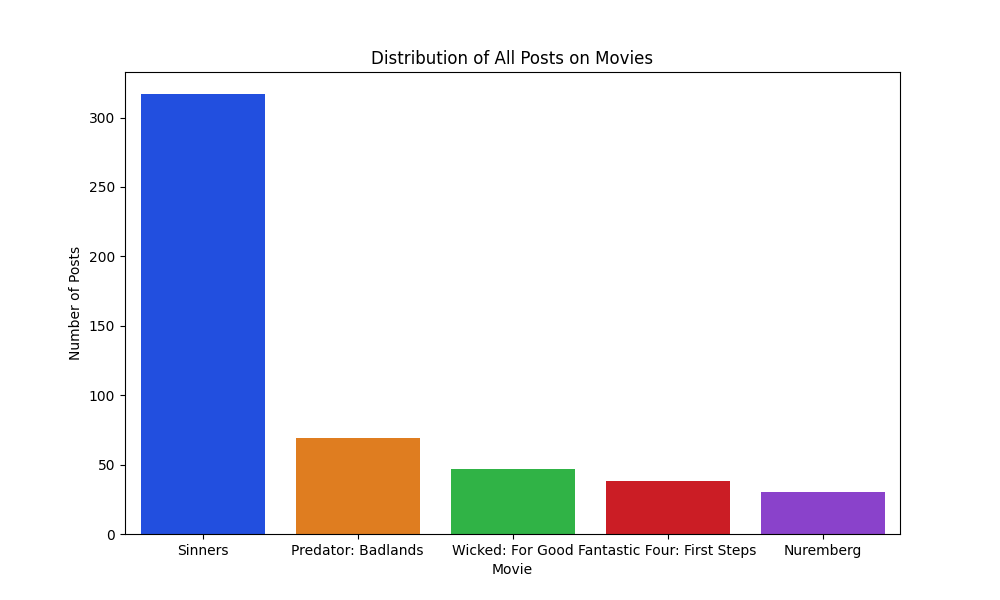 Distribution of All Posts on Movies
300
250
200
150
100
50
0
Number of Posts
Sinners Predator: Badlands Wicked: For Good Fantastic Four: First Steps Nuremberg
Movie